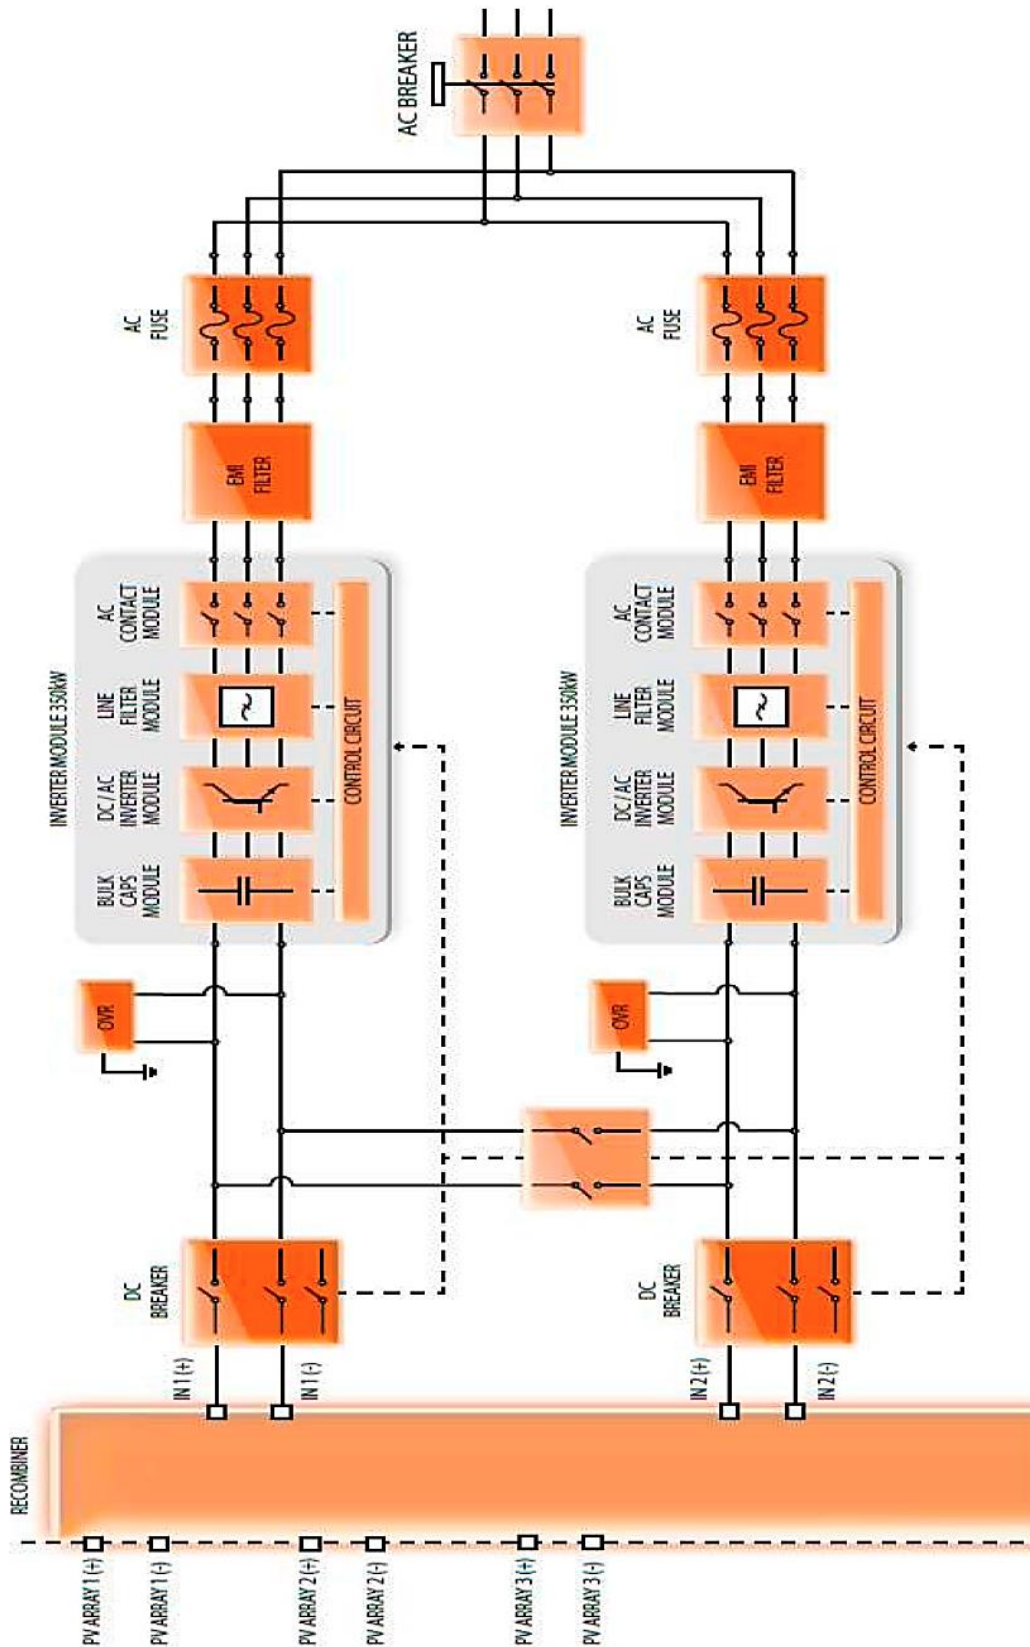 RECOMBINER
PV ARRAY 1 (+)
PV ARRAY 1 (-)
PV ARRAY 2 (+)
PV ARRAY 2 (-)
PV ARRAY 3 (+)
PV ARRAY 3 (-)
IN 1 (+)
IN 1 (-)
DC
BREAKER
OVR
INVERTER MODULE 350kW
BULK
CAPS
MODULE
DC / AC
INVERTER
MODULE
LINE
FILTER
MODULE
AC
CONTACT
MODULE
CONTROL CIRCUIT
EMI
FILTER
AC
FUSE
AC BREAKER
IN 2 (+)
IN 2 (-)
DC
BREAKER
OVR
INVERTER MODULE 350kW
BULK
CAPS
MODULE
DC / AC
INVERTER
MODULE
LINE
FILTER
MODULE
AC
CONTACT
MODULE
CONTROL CIRCUIT
EMI
FILTER
AC
FUSE